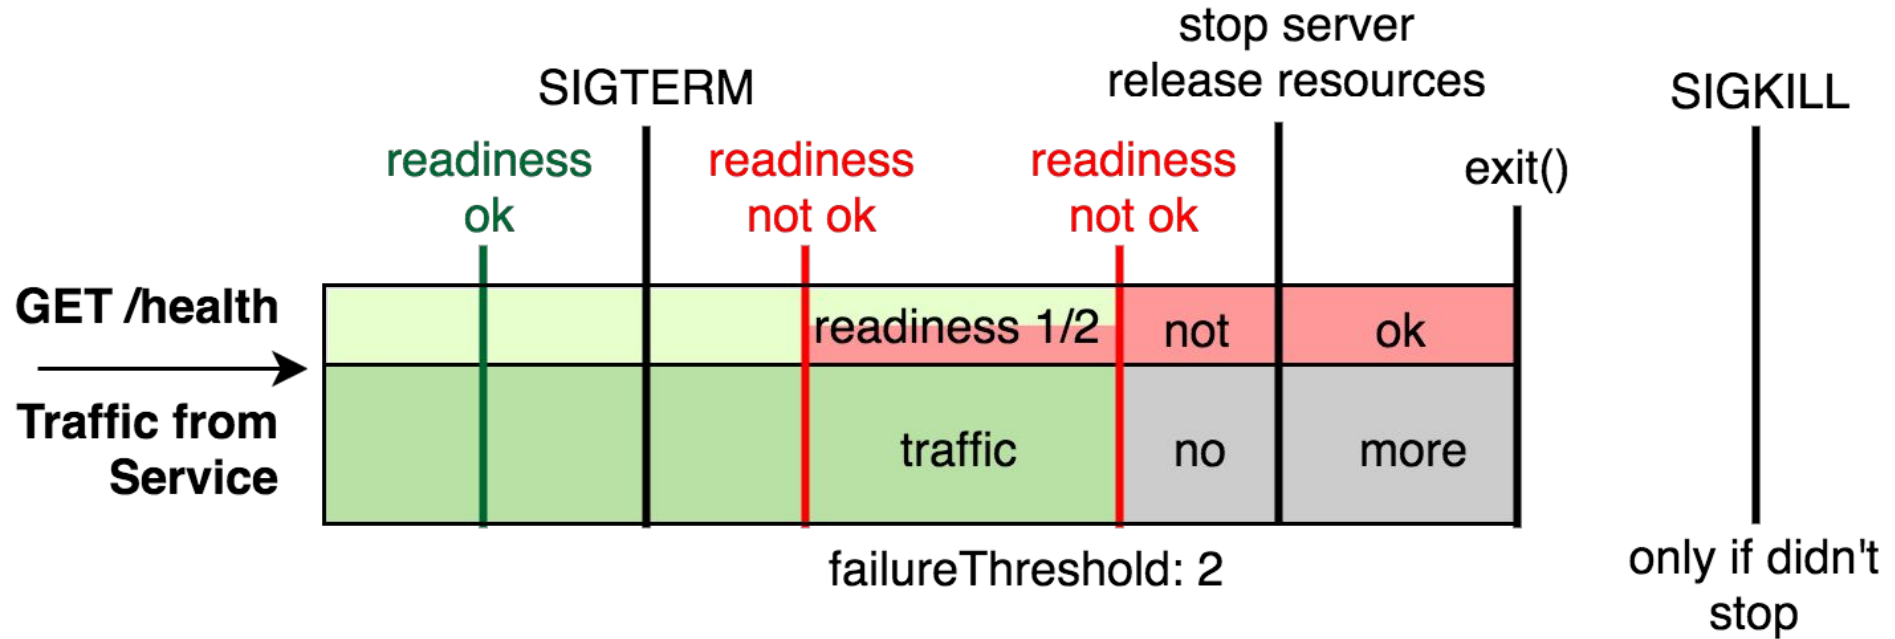 stop server
release resources
SIGTERM
SIGKILL
readiness
ok
readiness
not ok
readiness
not ok
exit()
GET /health
readiness 1/2 not ok
Traffic from
Service
traffic no more
failureThreshold: 2
only if didn't
stop